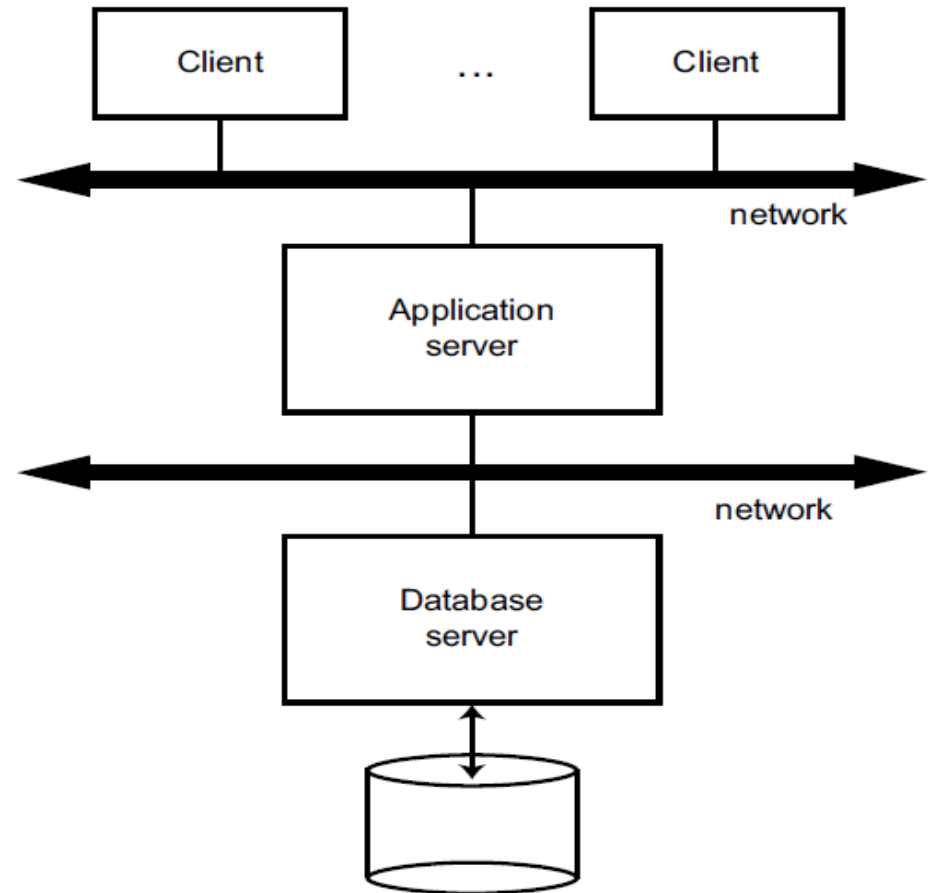 Client
...
Client
network
Application
server
network
Database
server